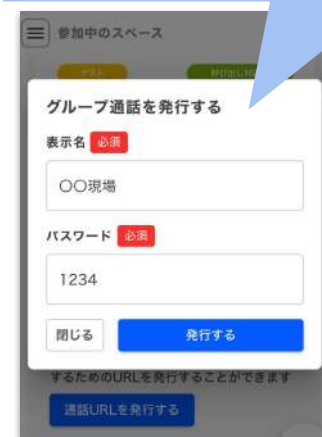 参加中のスペース
ゲスト
グループ通話を発行する
表示名 必須
〇〇現場
パスワード 必須
1234
閉じる 発行する
するためのURLを発行することができます
通話URLを発行する